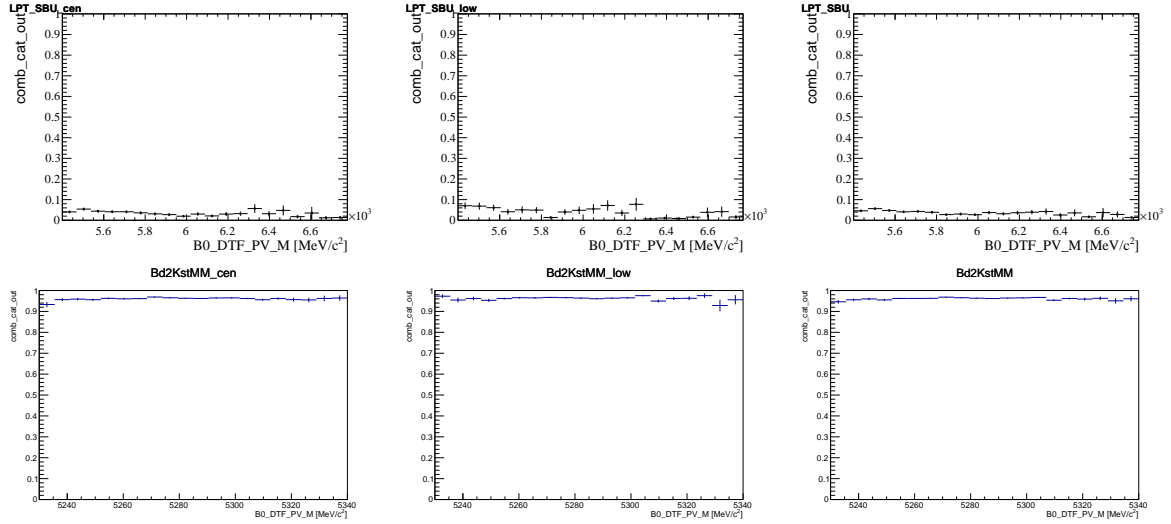 LPT_SBU_cen
comb_cat_out
1
0.9
0.8
0.7
0.6
0.5
0.4
0.3
0.2
0.1
0
5.6 5.8 6 6.2 6.4 6.6
×10³
B0_DTF_PV_M [MeV/c²]
LPT_SBU_low
comb_cat_out
1
0.9
0.8
0.7
0.6
0.5
0.4
0.3
0.2
0.1
0
5.6 5.8 6 6.2 6.4 6.6
×10³
B0_DTF_PV_M [MeV/c²]
LPT_SBU
comb_cat_out
1
0.9
0.8
0.7
0.6
0.5
0.4
0.3
0.2
0.1
0
5.6 5.8 6 6.2 6.4 6.6
×10³
B0_DTF_PV_M [MeV/c²]
Bd2KstMM_cen
comb_cat_out
1
0.9
0.8
0.7
0.6
0.5
0.4
0.3
0.2
0.1
0
5240 5260 5280 5300 5320 5340
B0_DTF_PV_M [MeV/c²]
Bd2KstMM_low
comb_cat_out
1
0.9
0.8
0.7
0.6
0.5
0.4
0.3
0.2
0.1
0
5240 5260 5280 5300 5320 5340
B0_DTF_PV_M [MeV/c²]
Bd2KstMM
comb_cat_out
1
0.9
0.8
0.7
0.6
0.5
0.4
0.3
0.2
0.1
0
5240 5260 5280 5300 5320 5340
B0_DTF_PV_M [MeV/c²]